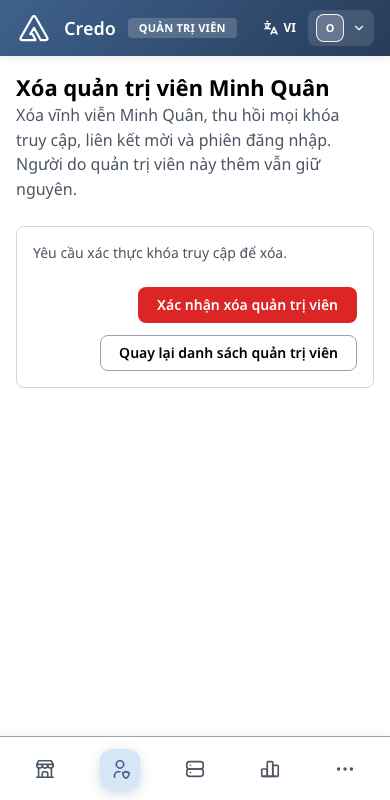 Credo
QUẢN TRỊ VIÊN
VI
O
Xóa quản trị viên Minh Quân
Xóa vĩnh viễn Minh Quân, thu hồi mọi khóa
truy cập, liên kết mời và phiên đăng nhập.
Người do quản trị viên này thêm vẫn giữ
nguyên.
Yêu cầu xác thực khóa truy cập để xóa.
Xác nhận xóa quản trị viên
Quay lại danh sách quản trị viên